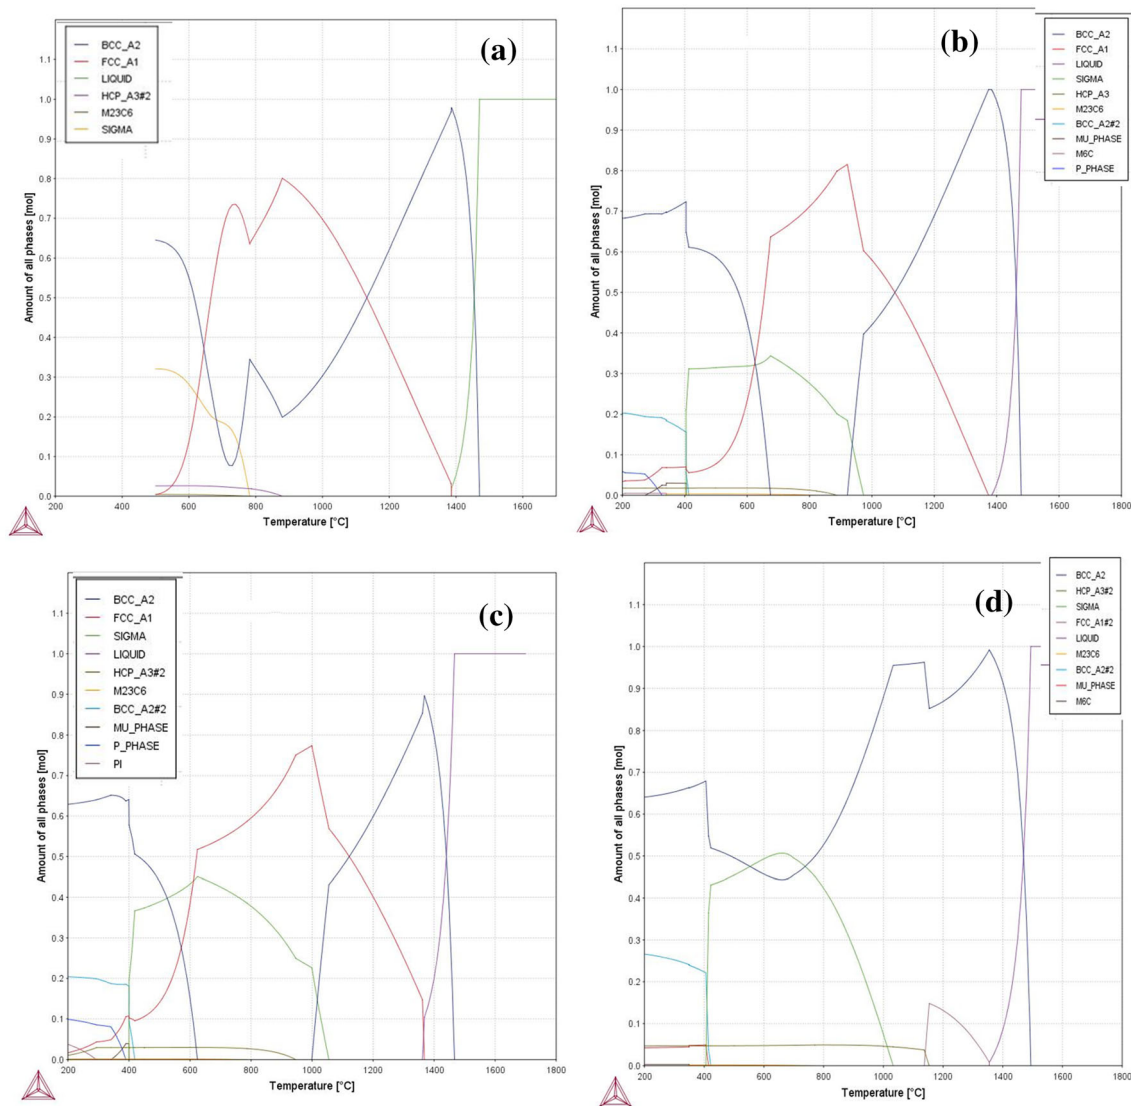 (a)
BCC_A2
FCC_A1
LIQUID
HCP_A3#2
M23C6
SIGMA
Amount of all phases [mol]
1.1
1.0
0.9
0.8
0.7
0.6
0.5
0.4
0.3
0.2
0.1
0.0
200 400 600 800 1000 1200 1400 1600
Temperature [°C]
(b)
BCC_A2
FCC_A1
LIQUID
SIGMA
HCP_A3
M23C6
BCC_A2#2
MU_PHASE
M6C
P_PHASE
Amount of all phases [mol]
1.1
1.0
0.9
0.8
0.7
0.6
0.5
0.4
0.3
0.2
0.1
0.0
200 400 600 800 1000 1200 1400 1600 1800
Temperature [°C]
(c)
BCC_A2
FCC_A1
SIGMA
LIQUID
HCP_A3#2
M23C6
BCC_A2#2
MU_PHASE
P_PHASE
PI
Amount of all phases [mol]
1.1
1.0
0.9
0.8
0.7
0.6
0.5
0.4
0.3
0.2
0.1
0.0
200 400 600 800 1000 1200 1400 1600 1800
Temperature [°C]
(d)
BCC_A2
HCP_A3#2
SIGMA
FCC_A1#2
LIQUID
M23C6
BCC_A2#2
MU_PHASE
M6C
Amount of all phases [mol]
1.1
1.0
0.9
0.8
0.7
0.6
0.5
0.4
0.3
0.2
0.1
0.0
200 400 600 800 1000 1200 1400 1600 1800
Temperature [°C]